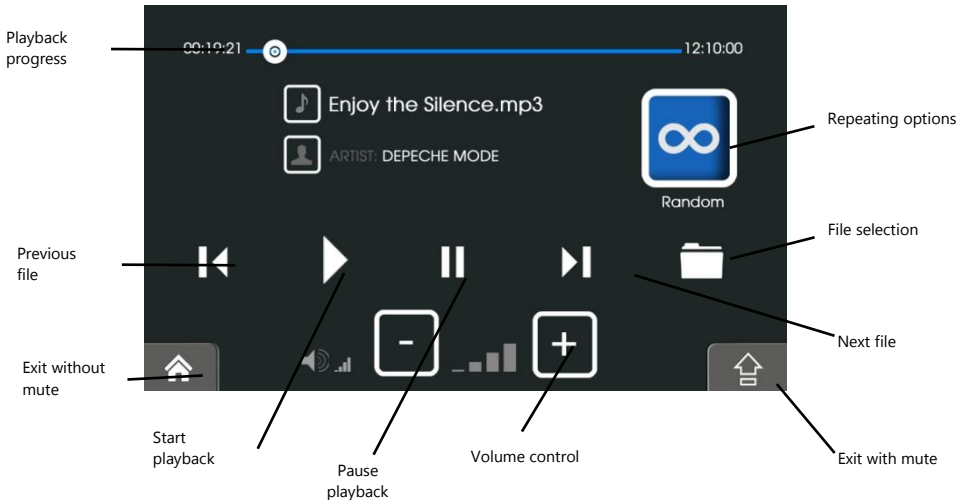 Playback
progress
00:19:21
12:10:00
Enjoy the Silence.mp3
ARTIST: DEPECHE MODE
Repeating options
Random
File selection
Previous
file
Next file
-
+
Exit without
mute
Start
playback
Pause
playback
Volume control
Exit with mute